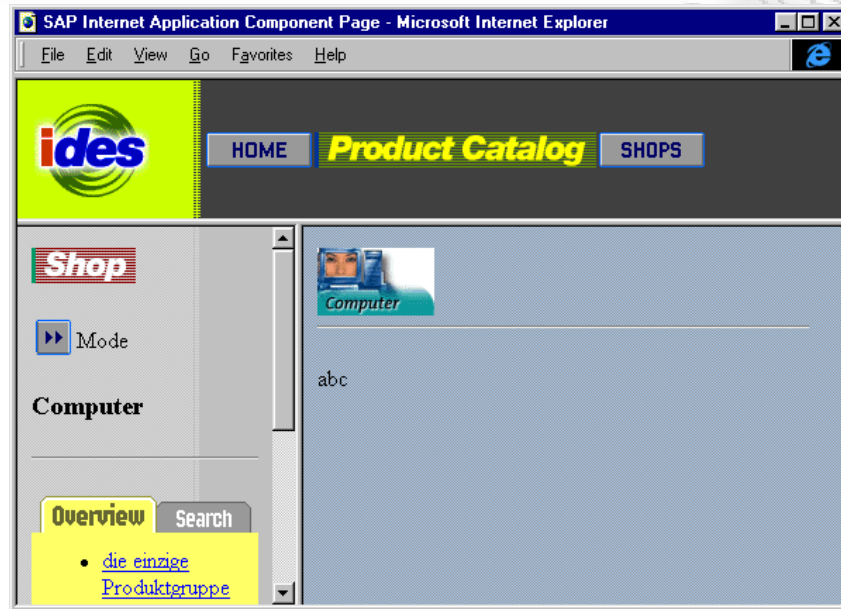 SAP Internet Application Component Page - Microsoft Internet Explorer
File Edit View Go Favorites Help
ides
HOME Product Catalog SHOPS
Shop
Mode
Computer
Overview Search
die einzige
Produktgruppe
Computer
abc